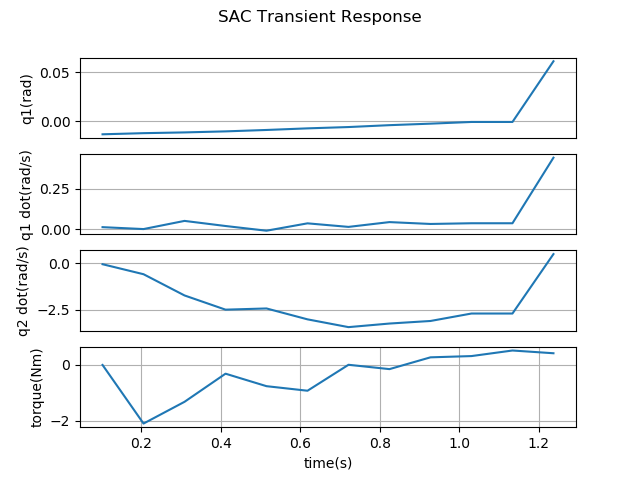 SAC Transient Response
q1(rad)
0.05
0.00
q1 dot(rad/s)
0.25
0.00
q2 dot(rad/s)
0.0
−2.5
torque(Nm)
0
−2
0.2 0.4 0.6 0.8 1.0 1.2
time(s)